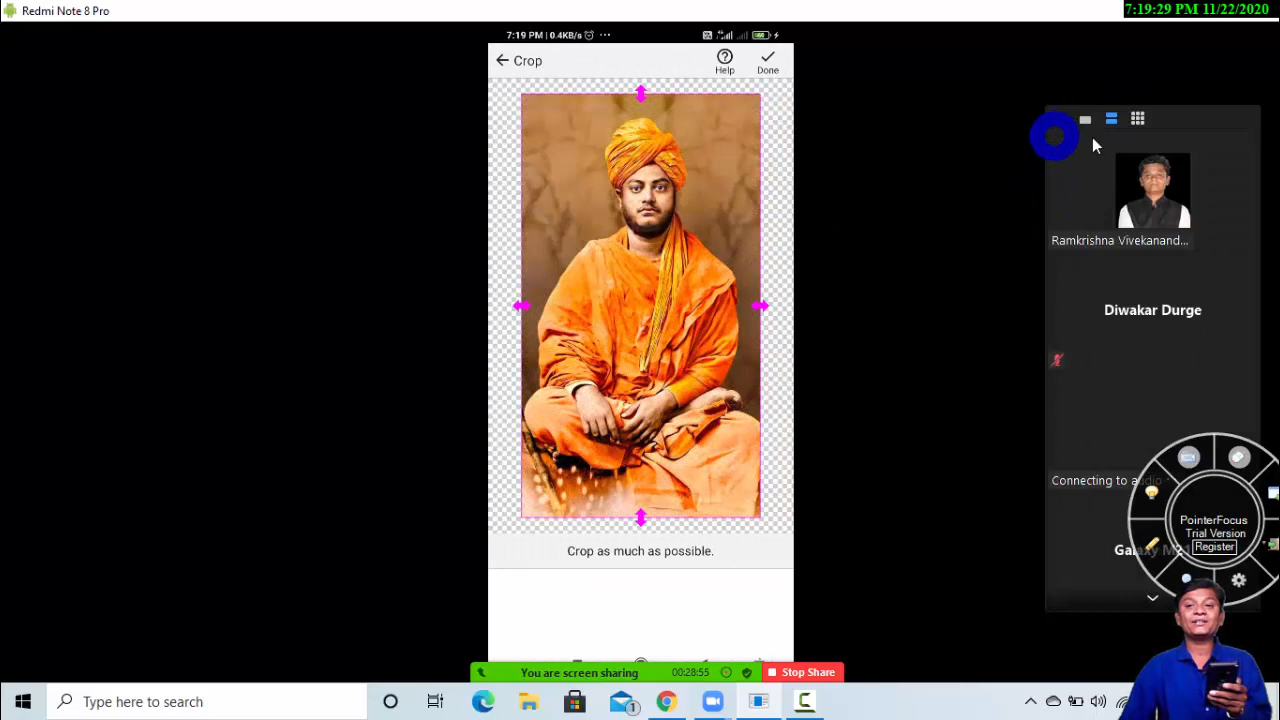 Redmi Note 8 Pro
7:19:29 PM 11/22/2020
7:19 PM | 0.4KB/s
Crop
Help
Done
Ramkrishna Vivekanand...
Diwakar Durge
Connecting to audio
PointerFocus
Trial Version
Register
Crop as much as possible.
You are screen sharing
00:28:55
Stop Share
Type here to search
1